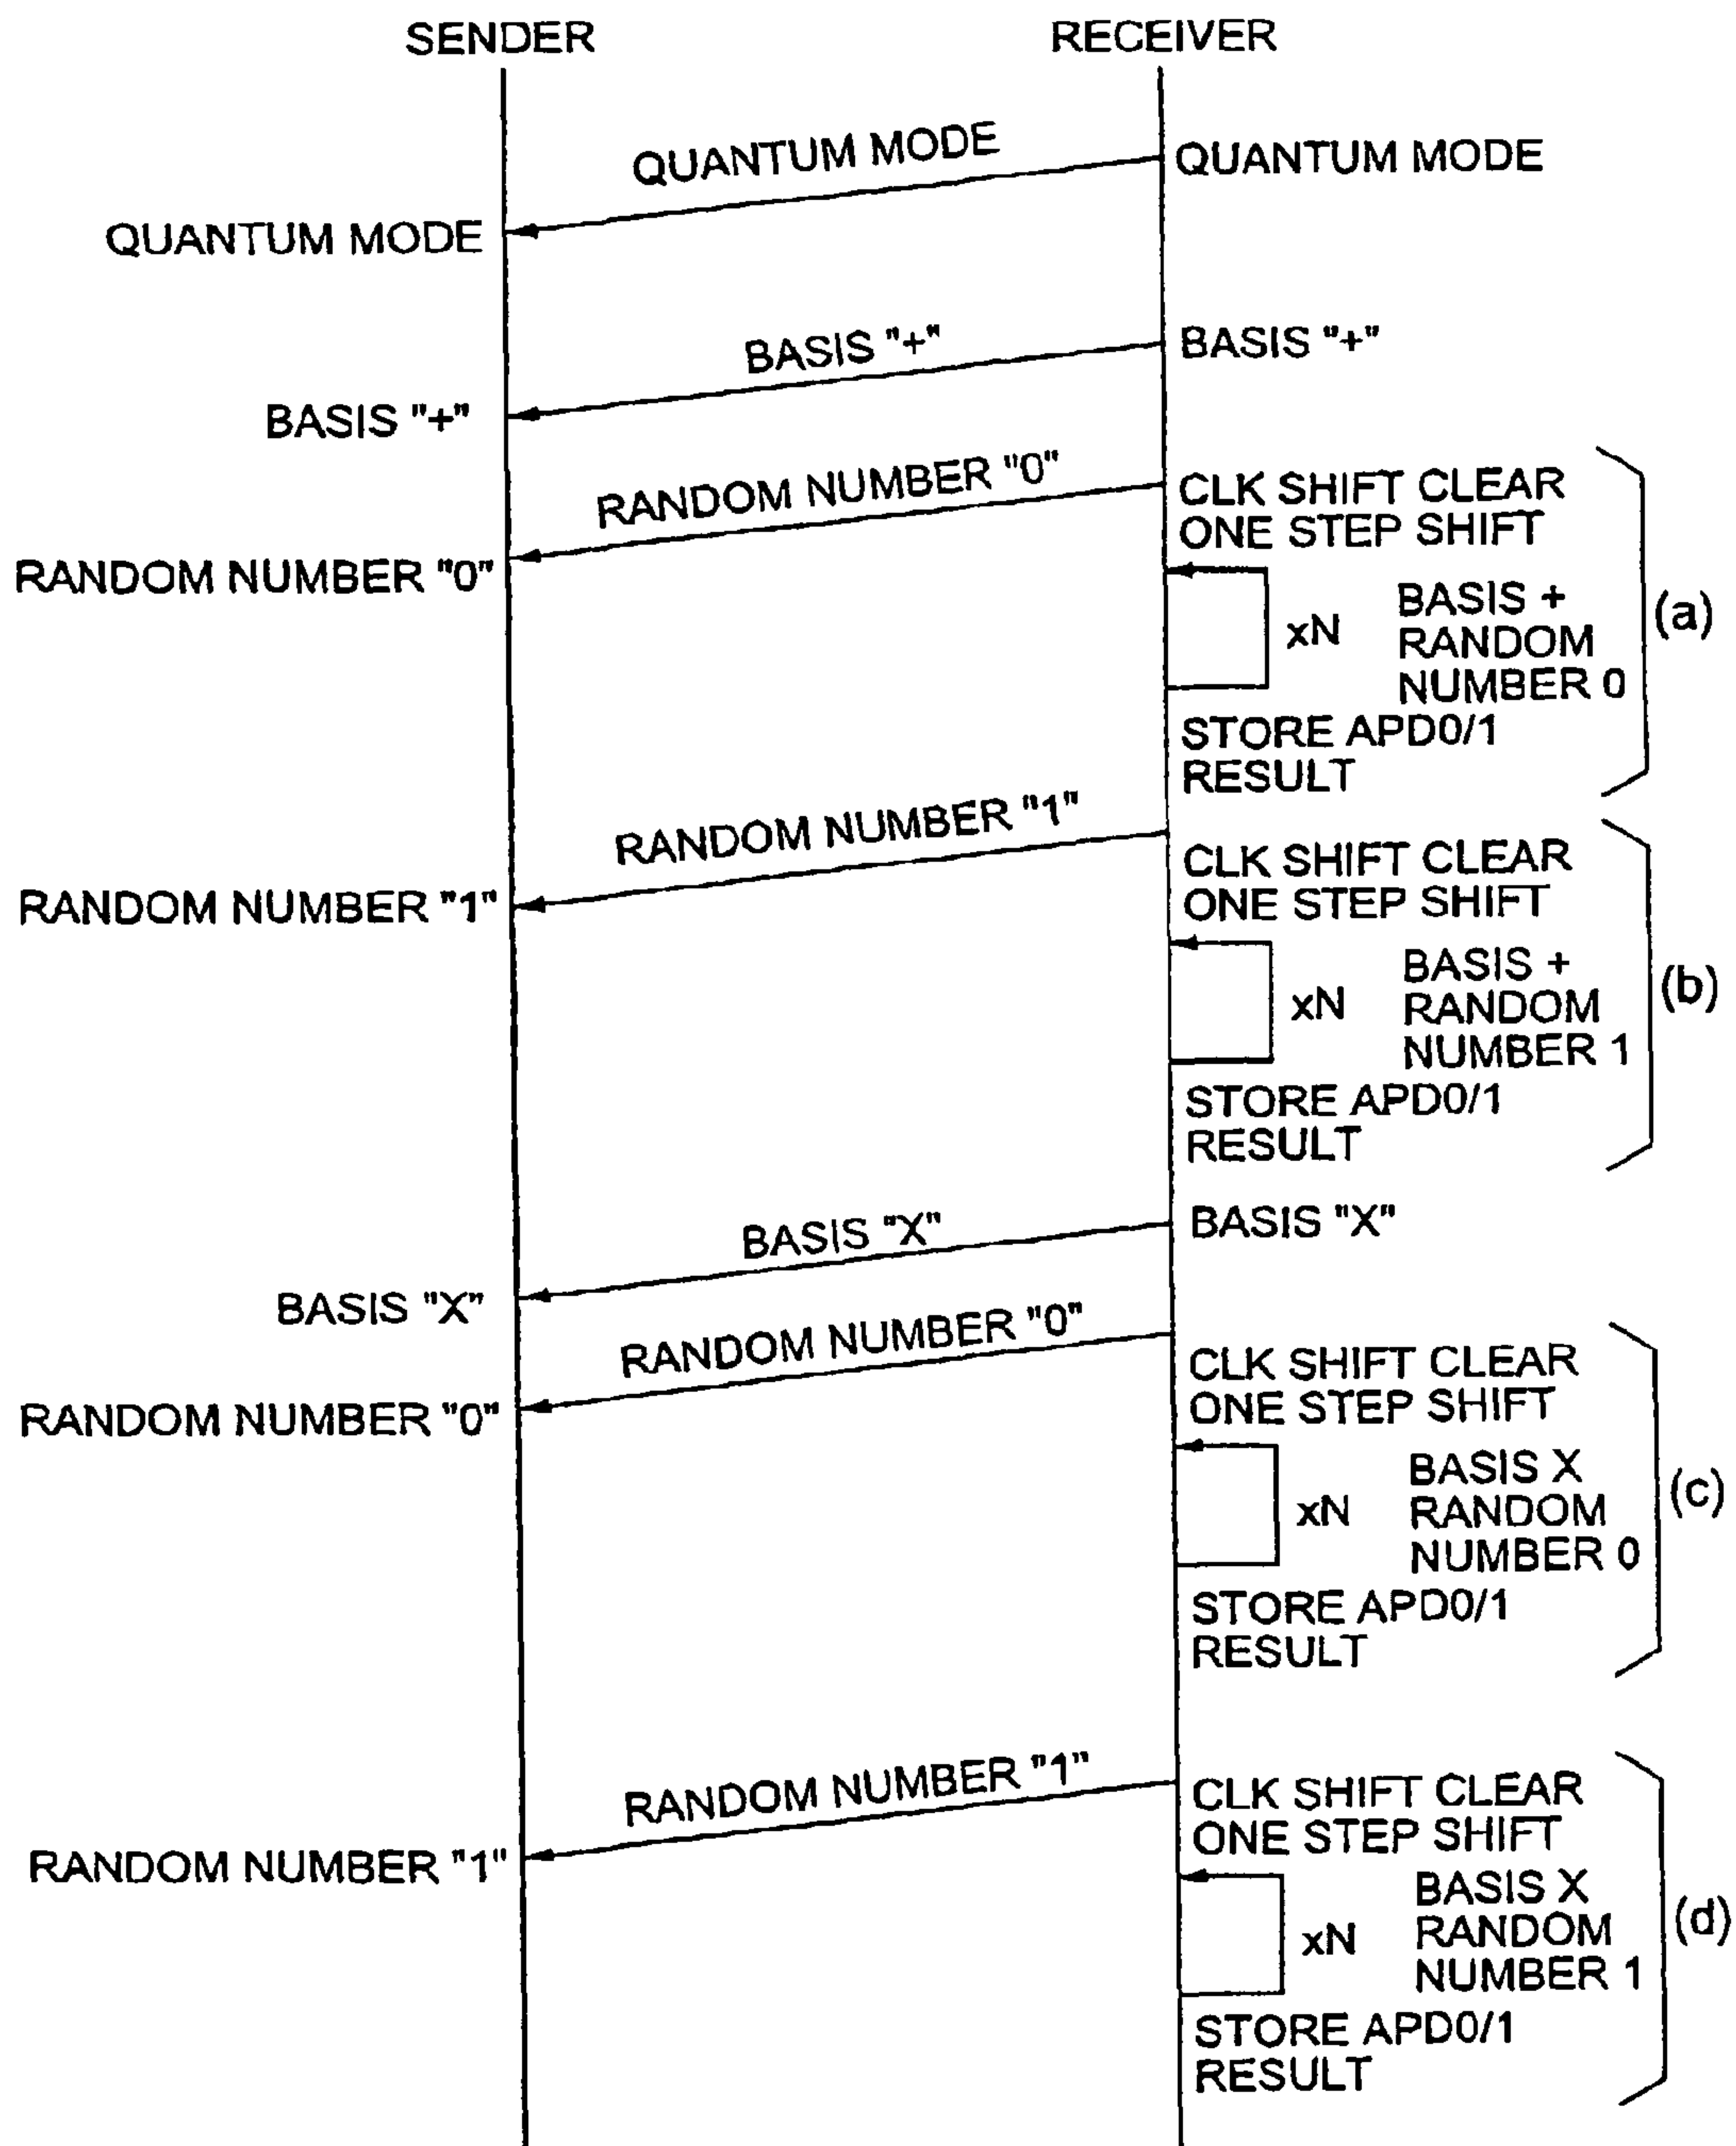 SENDER
RECEIVER
QUANTUM MODE
QUANTUM MODE
QUANTUM MODE
BASIS "+"
BASIS "+"
BASIS "+"
RANDOM NUMBER "0"
CLK SHIFT CLEAR
ONE STEP SHIFT
RANDOM NUMBER "0"
xN
BASIS +
RANDOM
NUMBER 0
(a)
STORE APD0/1
RESULT
RANDOM NUMBER "1"
CLK SHIFT CLEAR
ONE STEP SHIFT
RANDOM NUMBER "1"
xN
BASIS +
RANDOM
NUMBER 1
(b)
STORE APD0/1
RESULT
BASIS "X"
BASIS "X"
BASIS "X"
RANDOM NUMBER "0"
CLK SHIFT CLEAR
ONE STEP SHIFT
RANDOM NUMBER "0"
xN
BASIS X
RANDOM
NUMBER 0
(c)
STORE APD0/1
RESULT
RANDOM NUMBER "1"
CLK SHIFT CLEAR
ONE STEP SHIFT
RANDOM NUMBER "1"
xN
BASIS X
RANDOM
NUMBER 1
(d)
STORE APD0/1
RESULT